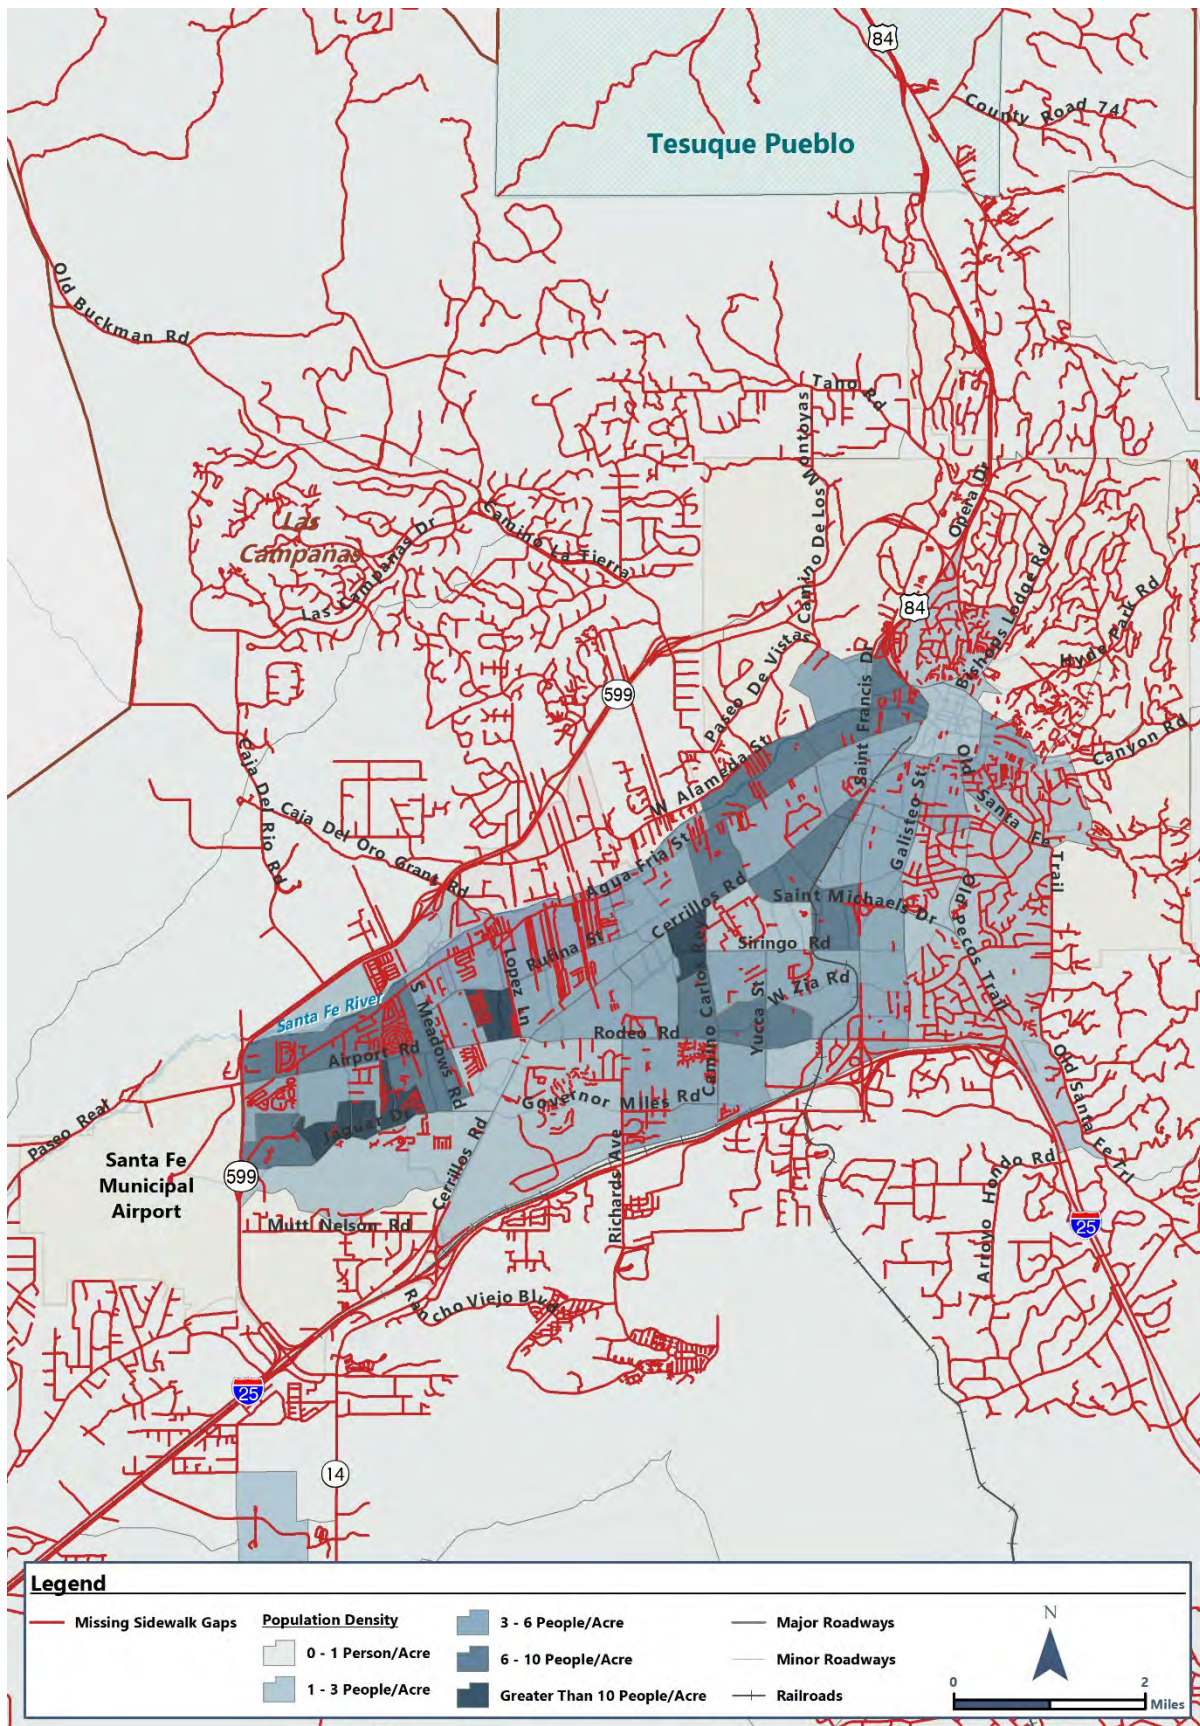 84
County Road 74
Tesuque Pueblo
Old Buckman Rd
Tano Rd
Camino De Los Montoyas
Opera Dr
Las
Campanas
Las Campanas Dr
Camino La Tierra
Bishops Lodge Rd
84
Hyde Park Rd
599
Paseo De Vistas
Saint Francis Dr
Canyon Rd
W Alameda St
Caja Del Rio Rd
Caja Del Oro Grant Rd
Old Santa Fe Trail
Galisteo St
Agua Fria St
Cerrillos Rd
Saint Michaels Dr
Old Pecos Trail
Siringo Rd
Rufina St
Lopez Ln
S Meadows Rd
Camino Carlos Rey
Yucca St
W Zia Rd
Santa Fe River
Rodeo Rd
Airport Rd
Governor Miles Rd
Jaguar Dr
Paseo Real
Old Santa Fe Trl
Santa Fe
Municipal
Airport
599
Cerrillos Rd
Richards Ave
Arroyo Hondo Rd
Mutt Nelson Rd
25
Rancho Viejo Blvd
25
14
Legend
Missing Sidewalk Gaps
Population Density
0 - 1 Person/Acre
1 - 3 People/Acre
3 - 6 People/Acre
6 - 10 People/Acre
Greater Than 10 People/Acre
Major Roadways
Minor Roadways
Railroads
N
0 2
Miles